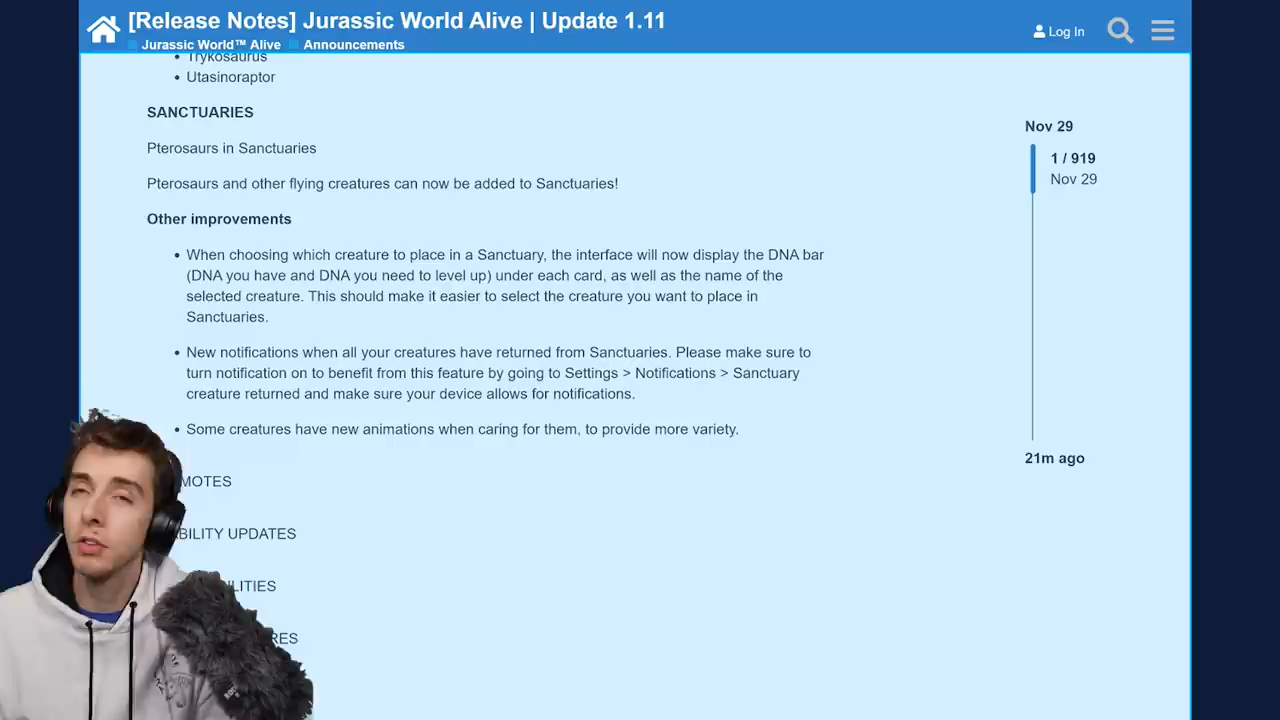 [Release Notes] Jurassic World Alive | Update 1.11
Jurassic World™ Alive Announcements
Log In
Trykosaurus
Utasinoraptor
SANCTUARIES
Pterosaurs in Sanctuaries
Pterosaurs and other flying creatures can now be added to Sanctuaries!
Other improvements
When choosing which creature to place in a Sanctuary, the interface will now display the DNA bar
(DNA you have and DNA you need to level up) under each card, as well as the name of the
selected creature. This should make it easier to select the creature you want to place in
Sanctuaries.
New notifications when all your creatures have returned from Sanctuaries. Please make sure to
turn notification on to benefit from this feature by going to Settings > Notifications > Sanctuary
creature returned and make sure your device allows for notifications.
Some creatures have new animations when caring for them, to provide more variety.
MOTES
BILITY UPDATES
ILITIES
RES
Nov 29
1 / 919
Nov 29
21m ago